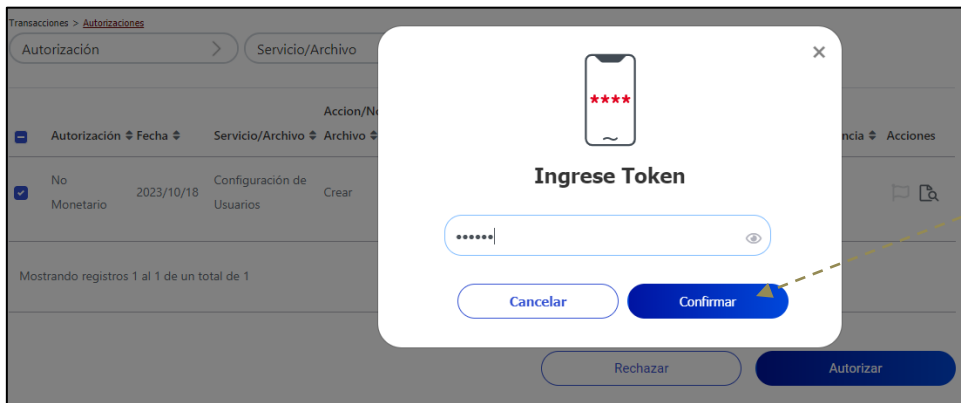 Transacciones > Autorizaciones
Autorización
Servicio/Archivo
×
****
Ingrese Token
••••••
Cancelar
Confirmar
Accion/No
Autorización Fecha Servicio/Archivo Archivo ncia Acciones
No Monetario
2023/10/18
Configuración de Usuarios
Crear
Mostrando registros 1 al 1 de un total de 1
Rechazar
Autorizar